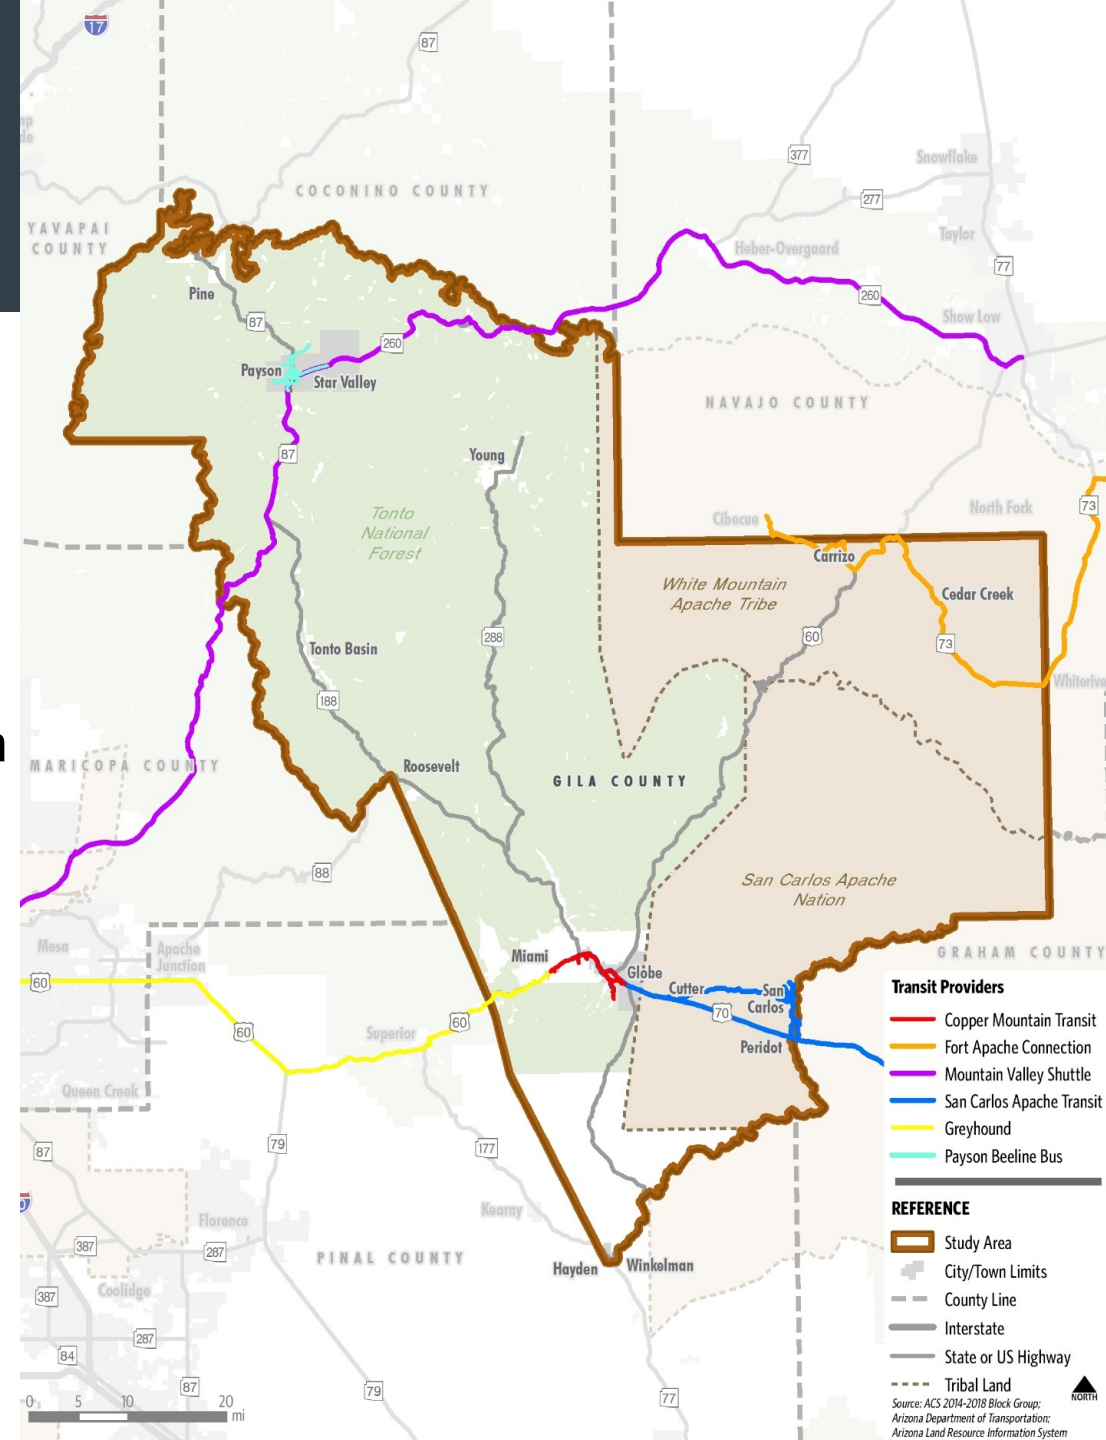 17
87
377
Snowflake
COCONINO COUNTY
277
YAVAPAI
COUNTY
Taylor
Heber-Overgaard
77
Pine
260
87
Show Low
260
Payson
Star Valley
NAVAJO COUNTY
87
Young
Tonto
National
Forest
Cibecue
North Fork
73
Carrizo
White Mountain
Apache Tribe
Cedar Creek
288
60
73
Tonto Basin
188
MARICOPA COUNTY
Roosevelt
GILA COUNTY
88
San Carlos Apache
Nation
Mesa
Apache
Junction
Miami
GRAHAM COUNTY
Globe
60
Cutter
San
Carlos
70
60
Superior
60
Peridot
Queen Creek
87
79
177
Florence
Kearny
387
287
PINAL COUNTY
Hayden
Winkelman
Coolidge
387
287
84
87
79
77
0 5 10 20
mi
Transit Providers
Copper Mountain Transit
Fort Apache Connection
Mountain Valley Shuttle
San Carlos Apache Transit
Greyhound
Payson Beeline Bus
REFERENCE
Study Area
City/Town Limits
County Line
Interstate
State or US Highway
Tribal Land
NORTH
Source: ACS 2014-2018 Block Group;
Arizona Department of Transportation;
Arizona Land Resource Information System